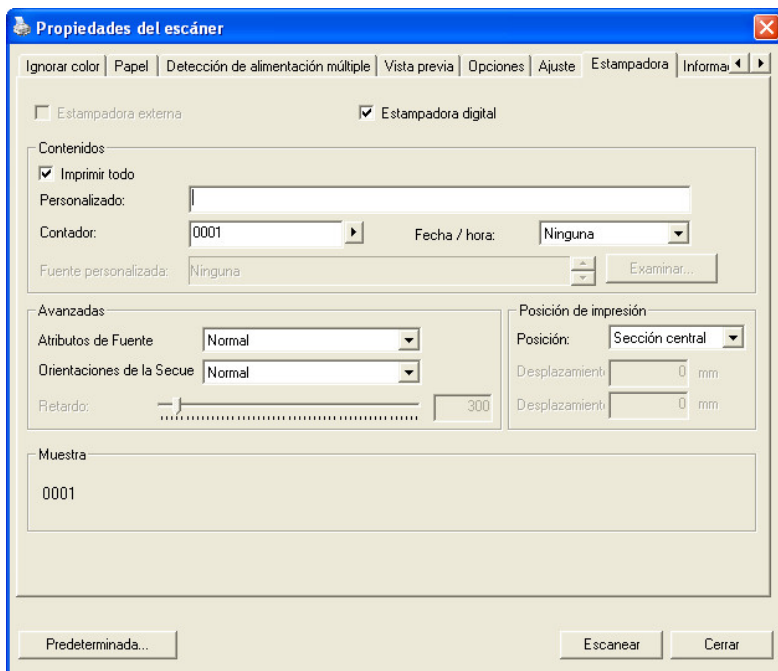 Propiedades del escáner
Ignorar color Papel Detección de alimentación múltiple Vista previa Opciones Ajuste Estampadora Informa
Estampadora externa Estampadora digital
Contenidos
Imprimir todo
Personalizado:
Contador: 0001 Fecha / hora: Ninguna
Fuente personalizada: Ninguna Examinar...
Avanzadas Posición de impresión
Atributos de Fuente Normal Posición: Sección central
Orientaciones de la Secue Normal Desplazamiento 0 mm
Retardo: 300 Desplazamient 0 mm
Muestra
0001
Predeterminada... Escanear Cerrar